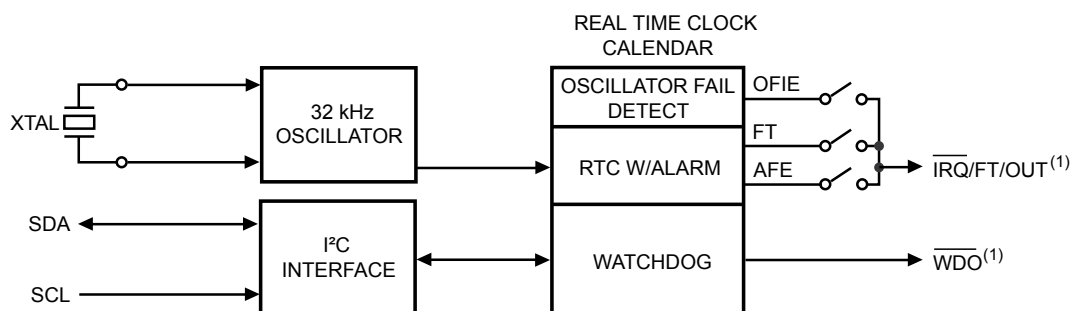 REAL TIME CLOCK
CALENDAR
XTAL
32 kHz
OSCILLATOR
OSCILLATOR FAIL
DETECT
OFIE
FT
RTC W/ALARM
AFE
IRQ/FT/OUT(1)
SDA
I²C
INTERFACE
WATCHDOG
WDO(1)
SCL